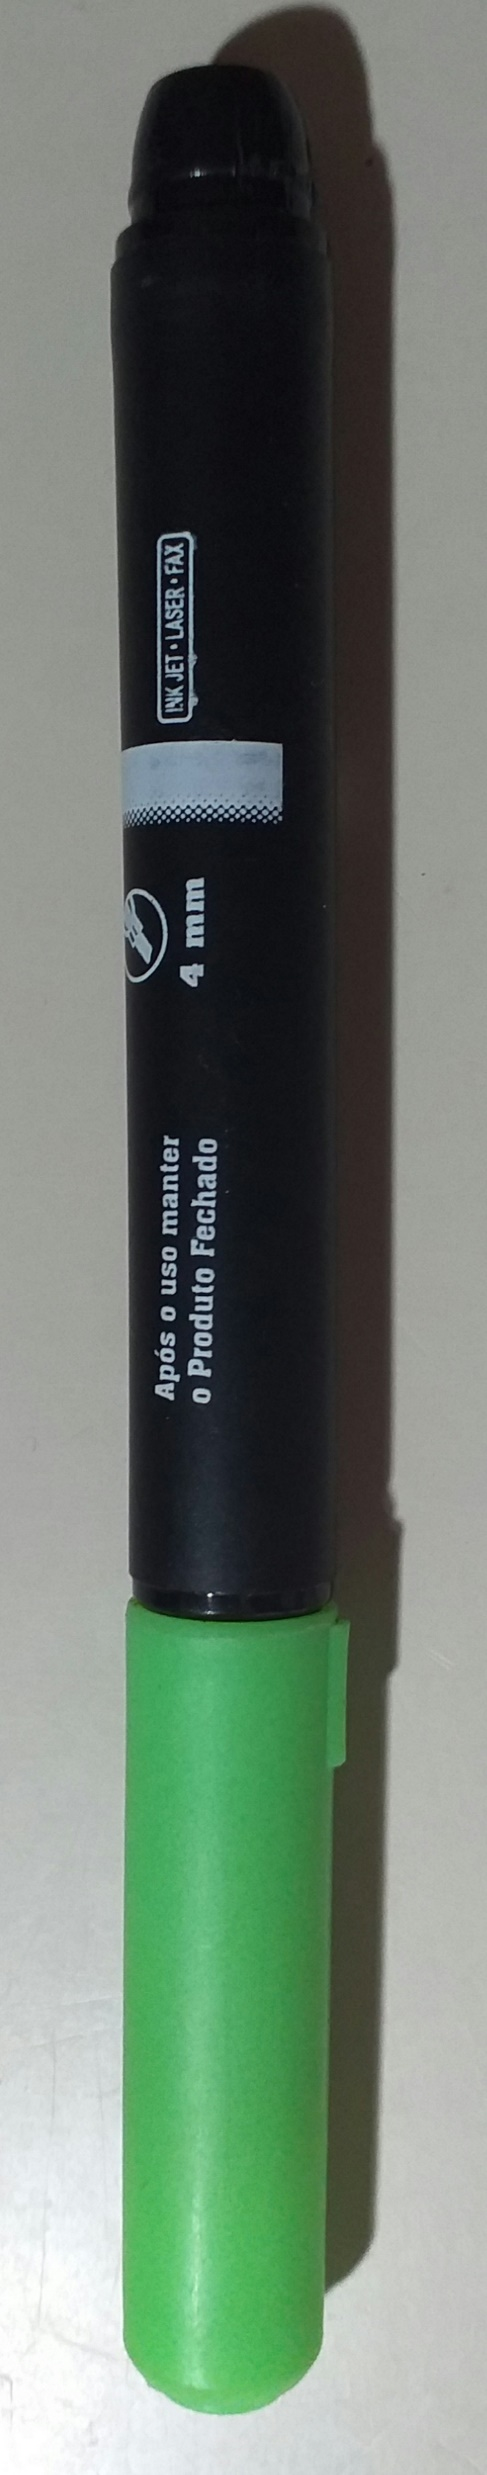 Após o uso manter
o Produto Fechado
4 mm
INK JET • LASER • FAX